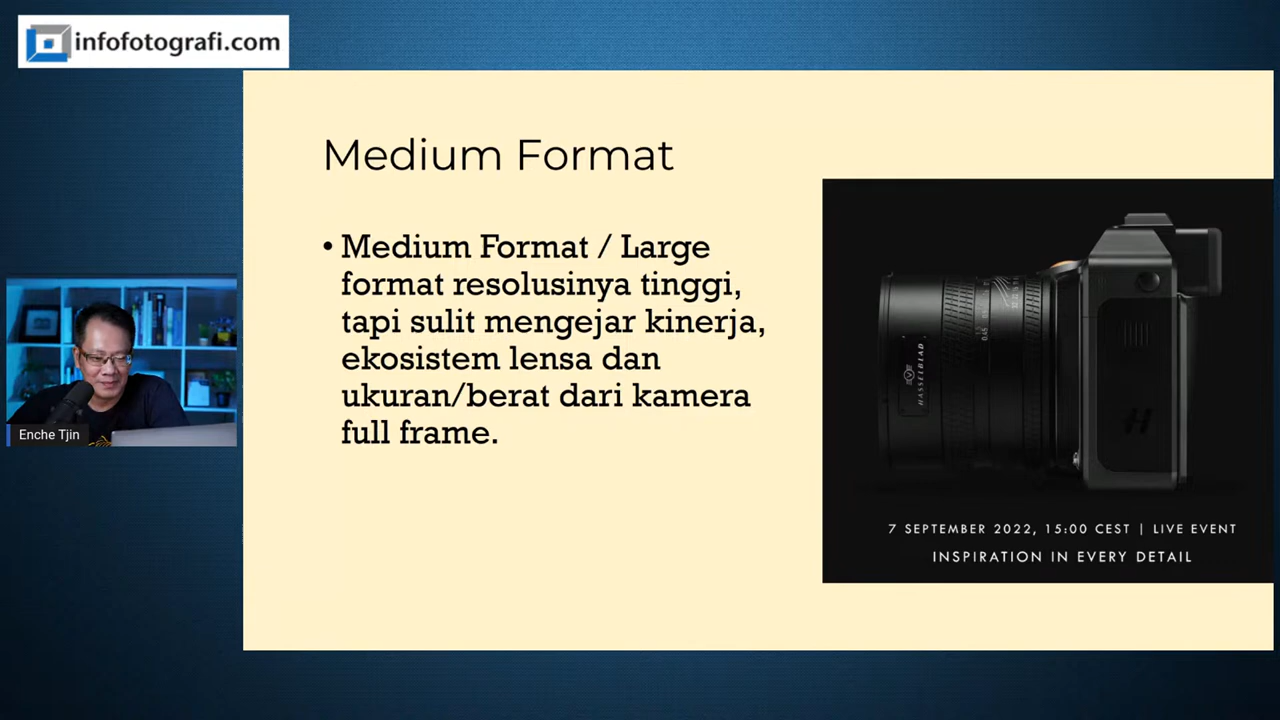 infofotografi.com
Medium Format
• Medium Format / Large
format resolusinya tinggi,
tapi sulit mengejar kinerja,
ekosistem lensa dan
ukuran/berat dari kamera
full frame.
HASSELBLAD
H
7 SEPTEMBER 2022, 15:00 CEST | LIVE EVENT
INSPIRATION IN EVERY DETAIL
Enche Tjin